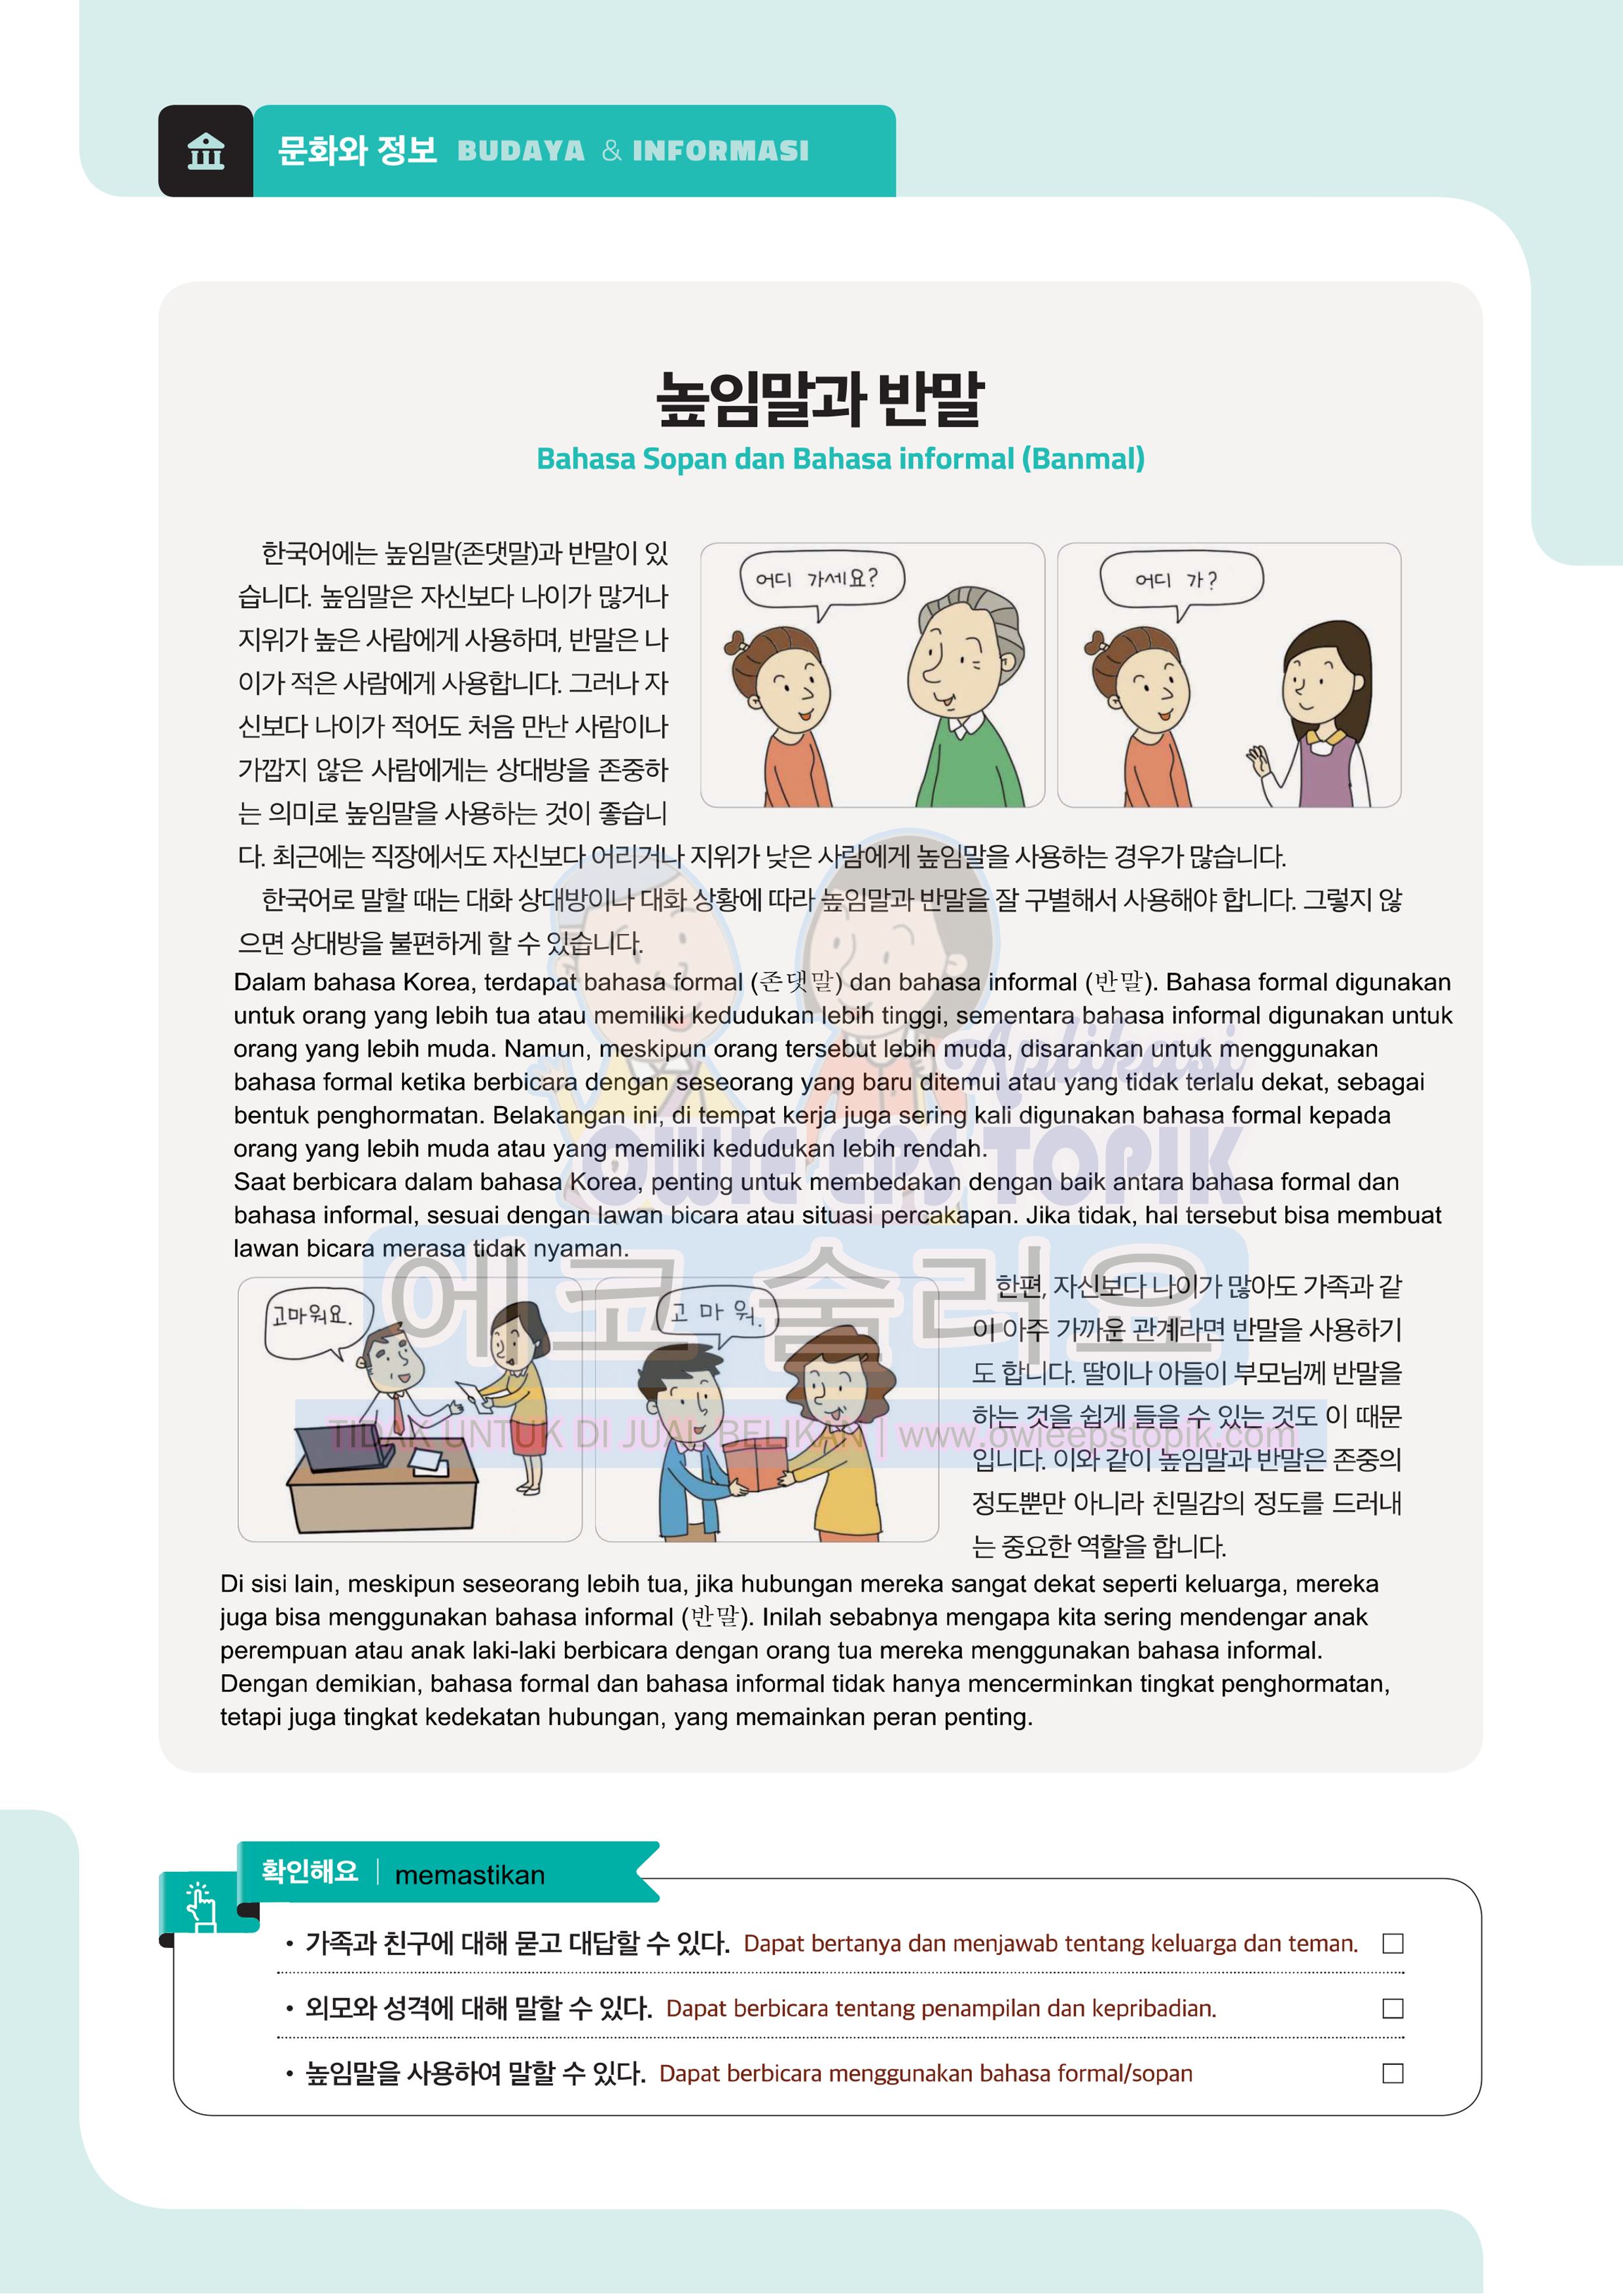 문화와 정보 BUDAYA & INFORMASI
높임말과 반말
Bahasa Sopan dan Bahasa informal (Banmal)
한국어에는 높임말(존댓말)과 반말이 있
습니다. 높임말은 자신보다 나이가 많거나
지위가 높은 사람에게 사용하며, 반말은 나
이가 적은 사람에게 사용합니다. 그러나 자
신보다 나이가 적어도 처음 만난 사람이나
가깝지 않은 사람에게는 상대방을 존중하
는 의미로 높임말을 사용하는 것이 좋습니
어디 가세요?
어디 가?
다. 최근에는 직장에서도 자신보다 어리거나 지위가 낮은 사람에게 높임말을 사용하는 경우가 많습니다.
한국어로 말할 때는 대화 상대방이나 대화 상황에 따라 높임말과 반말을 잘 구별해서 사용해야 합니다. 그렇지 않
으면 상대방을 불편하게 할 수 있습니다.
Dalam bahasa Korea, terdapat bahasa formal (존댓말) dan bahasa informal (반말). Bahasa formal digunakan
untuk orang yang lebih tua atau memiliki kedudukan lebih tinggi, sementara bahasa informal digunakan untuk
orang yang lebih muda. Namun, meskipun orang tersebut lebih muda, disarankan untuk menggunakan
bahasa formal ketika berbicara dengan seseorang yang baru ditemui atau yang tidak terlalu dekat, sebagai
bentuk penghormatan. Belakangan ini, di tempat kerja juga sering kali digunakan bahasa formal kepada
orang yang lebih muda atau yang memiliki kedudukan lebih rendah.
Saat berbicara dalam bahasa Korea, penting untuk membedakan dengan baik antara bahasa formal dan
bahasa informal, sesuai dengan lawan bicara atau situasi percakapan. Jika tidak, hal tersebut bisa membuat
lawan bicara merasa tidak nyaman.
Aplikasi
OWIE EPS TOPIK
에코 숨러요
TIDAK UNTUK DI JUAL BELIKAN | www.owieepstopik.com
고마워요.
고마워.
한편, 자신보다 나이가 많아도 가족과 같
이 아주 가까운 관계라면 반말을 사용하기
도 합니다. 딸이나 아들이 부모님께 반말을
하는 것을 쉽게 들을 수 있는 것도 이 때문
입니다. 이와 같이 높임말과 반말은 존중의
정도뿐만 아니라 친밀감의 정도를 드러내
는 중요한 역할을 합니다.
Di sisi lain, meskipun seseorang lebih tua, jika hubungan mereka sangat dekat seperti keluarga, mereka
juga bisa menggunakan bahasa informal (반말). Inilah sebabnya mengapa kita sering mendengar anak
perempuan atau anak laki-laki berbicara dengan orang tua mereka menggunakan bahasa informal.
Dengan demikian, bahasa formal dan bahasa informal tidak hanya mencerminkan tingkat penghormatan,
tetapi juga tingkat kedekatan hubungan, yang memainkan peran penting.
확인해요 | memastikan
• 가족과 친구에 대해 묻고 대답할 수 있다. Dapat bertanya dan menjawab tentang keluarga dan teman. □
• 외모와 성격에 대해 말할 수 있다. Dapat berbicara tentang penampilan dan kepribadian. □
• 높임말을 사용하여 말할 수 있다. Dapat berbicara menggunakan bahasa formal/sopan □